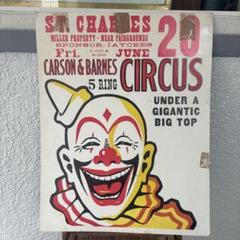 ST. CHARLES
HELLER PROPERTY - NEAR FAIRGROUNDS
SPONSOR: JAYCEES
Fri. JUNE 20
CARSON & BARNES
5 RING CIRCUS
UNDER A
GIGANTIC
BIG TOP